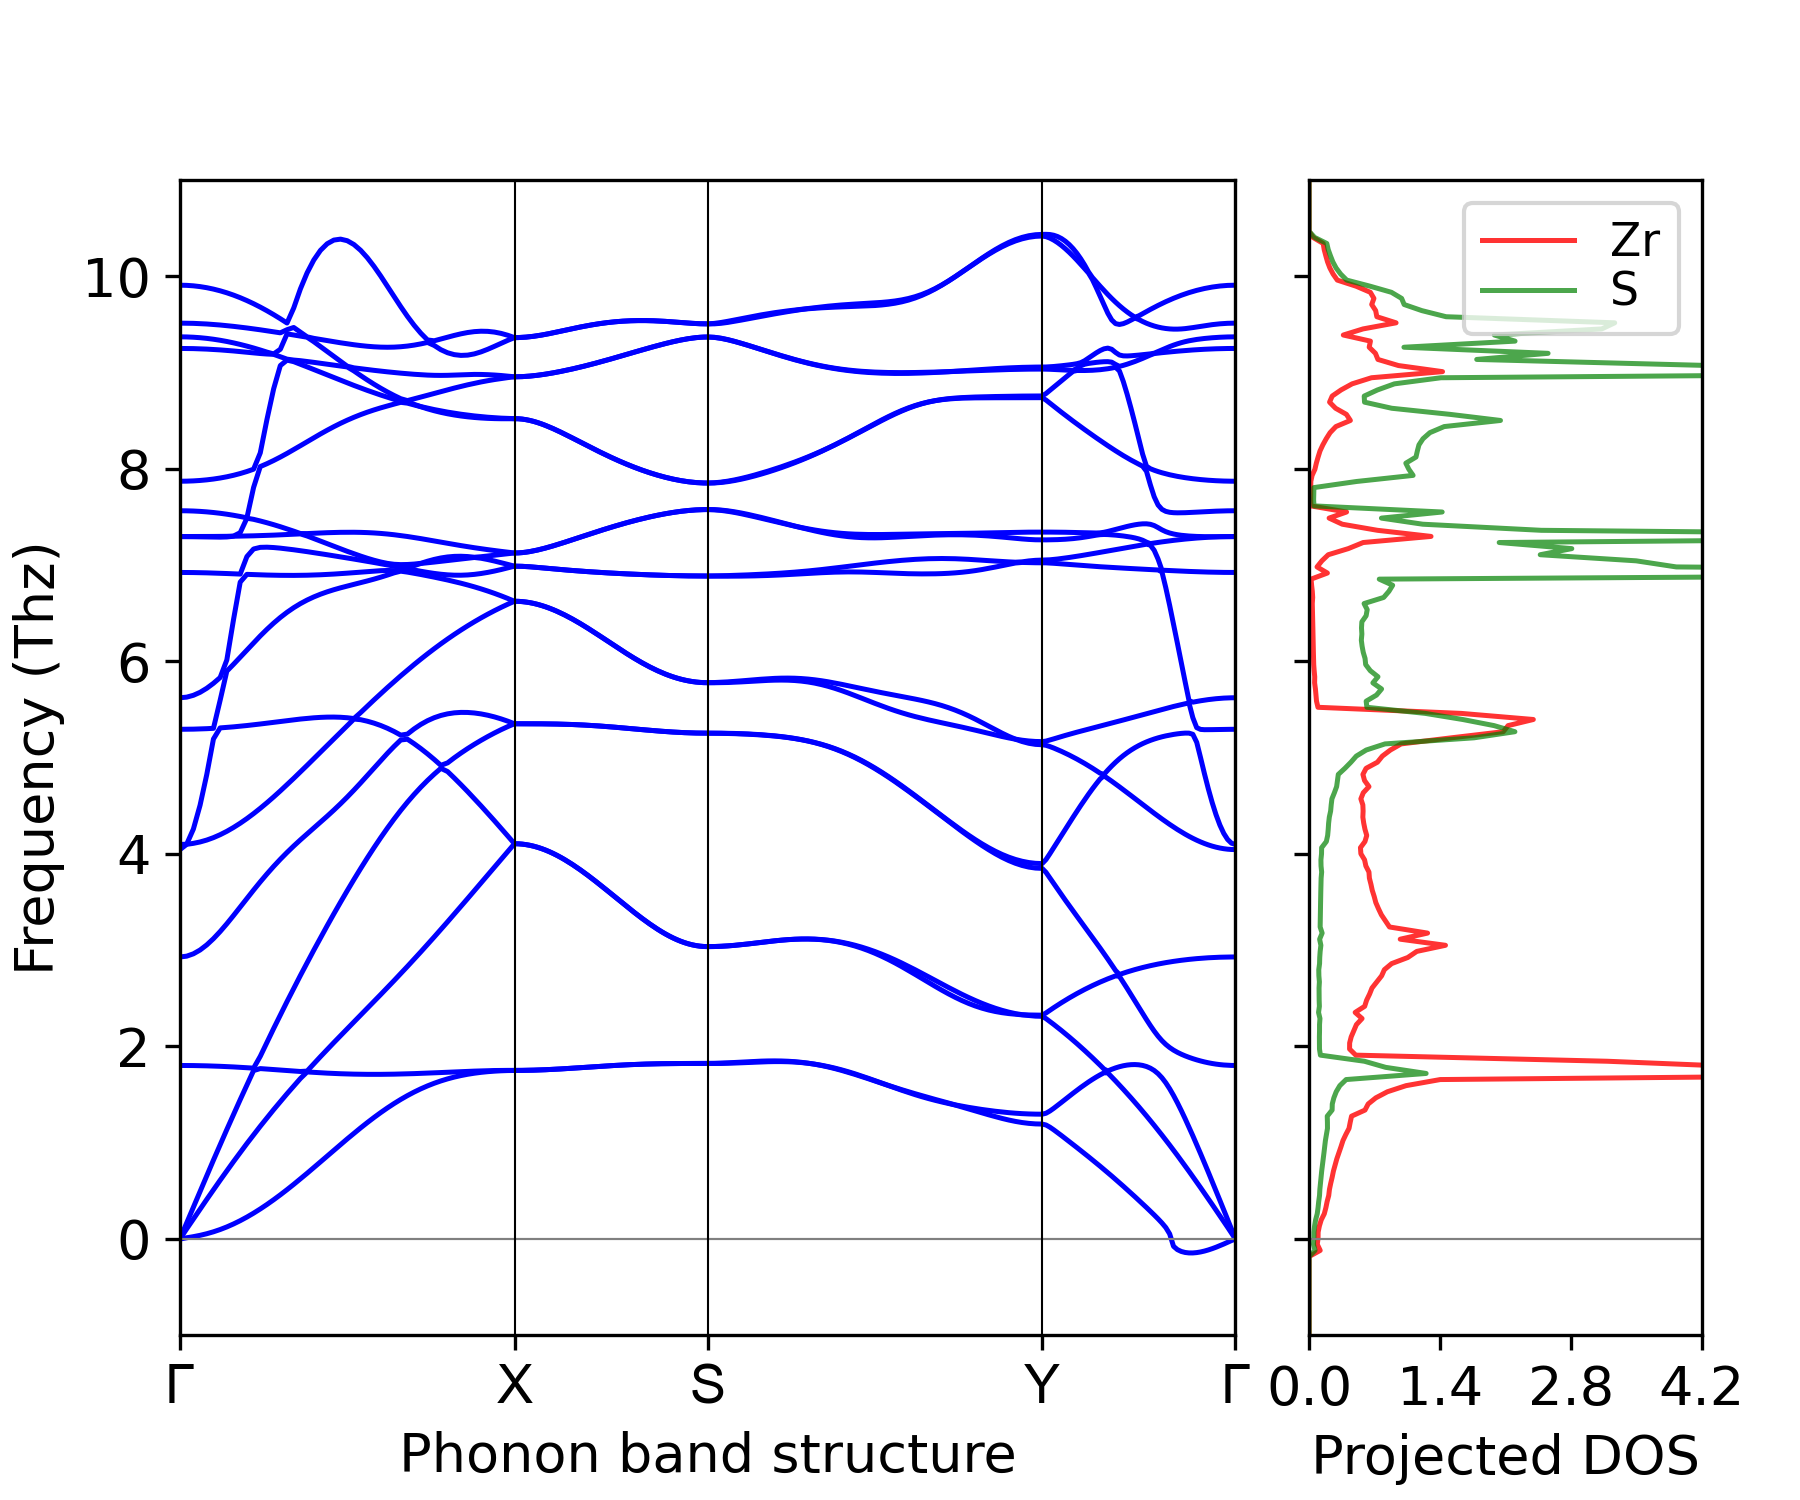 Frequency (Thz)
10
8
6
4
2
0
Γ X S Y Γ
Phonon band structure
Zr
S
0.0 1.4 2.8 4.2
Projected DOS